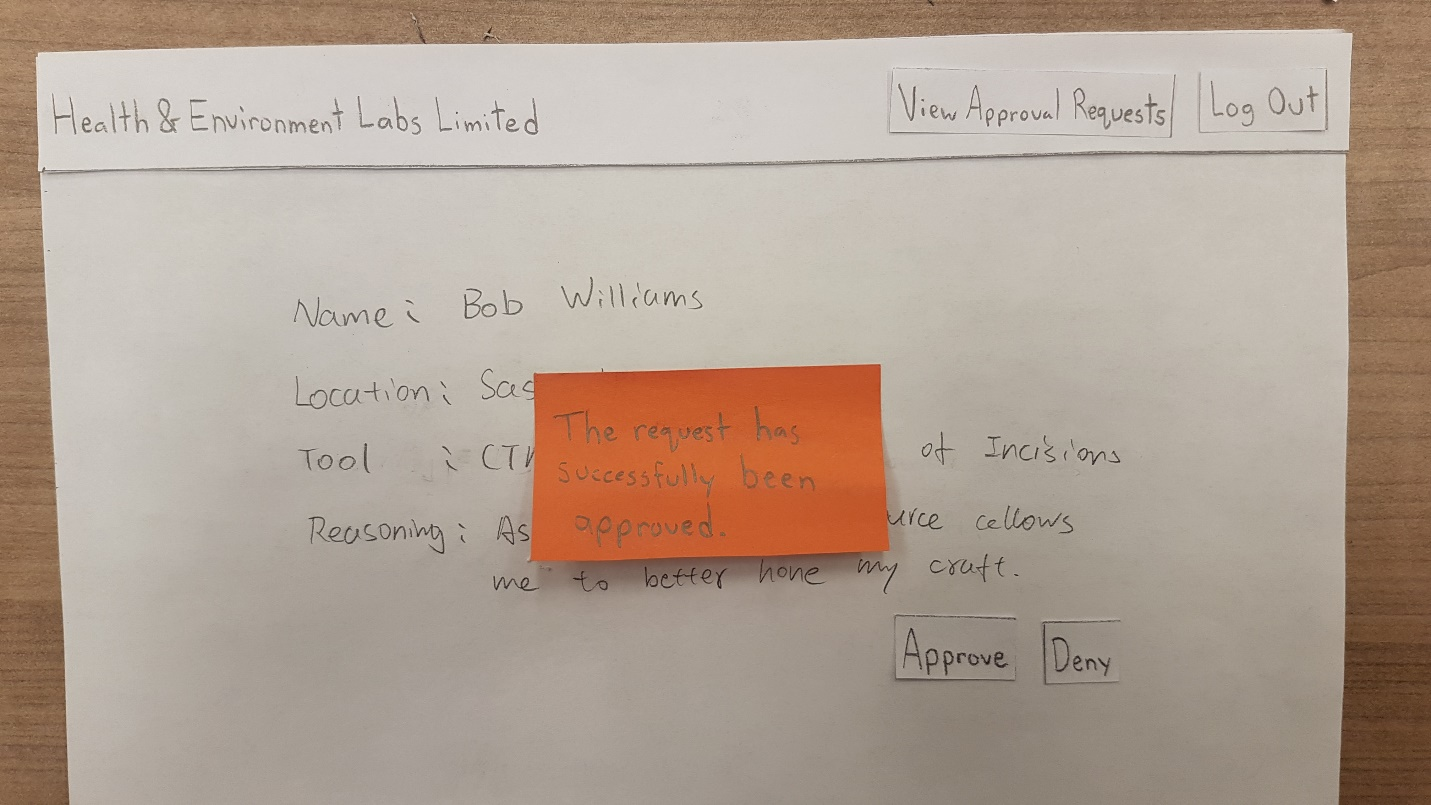 Health & Environment Labs Limited
View Approval Requests
Log Out
Name: Bob Williams
Location: Sas
Tool : CT
of Incisions
Reasoning: As
urce cellows
me to better hone my craft.
The request has
successfully been
approved.
Approve
Deny